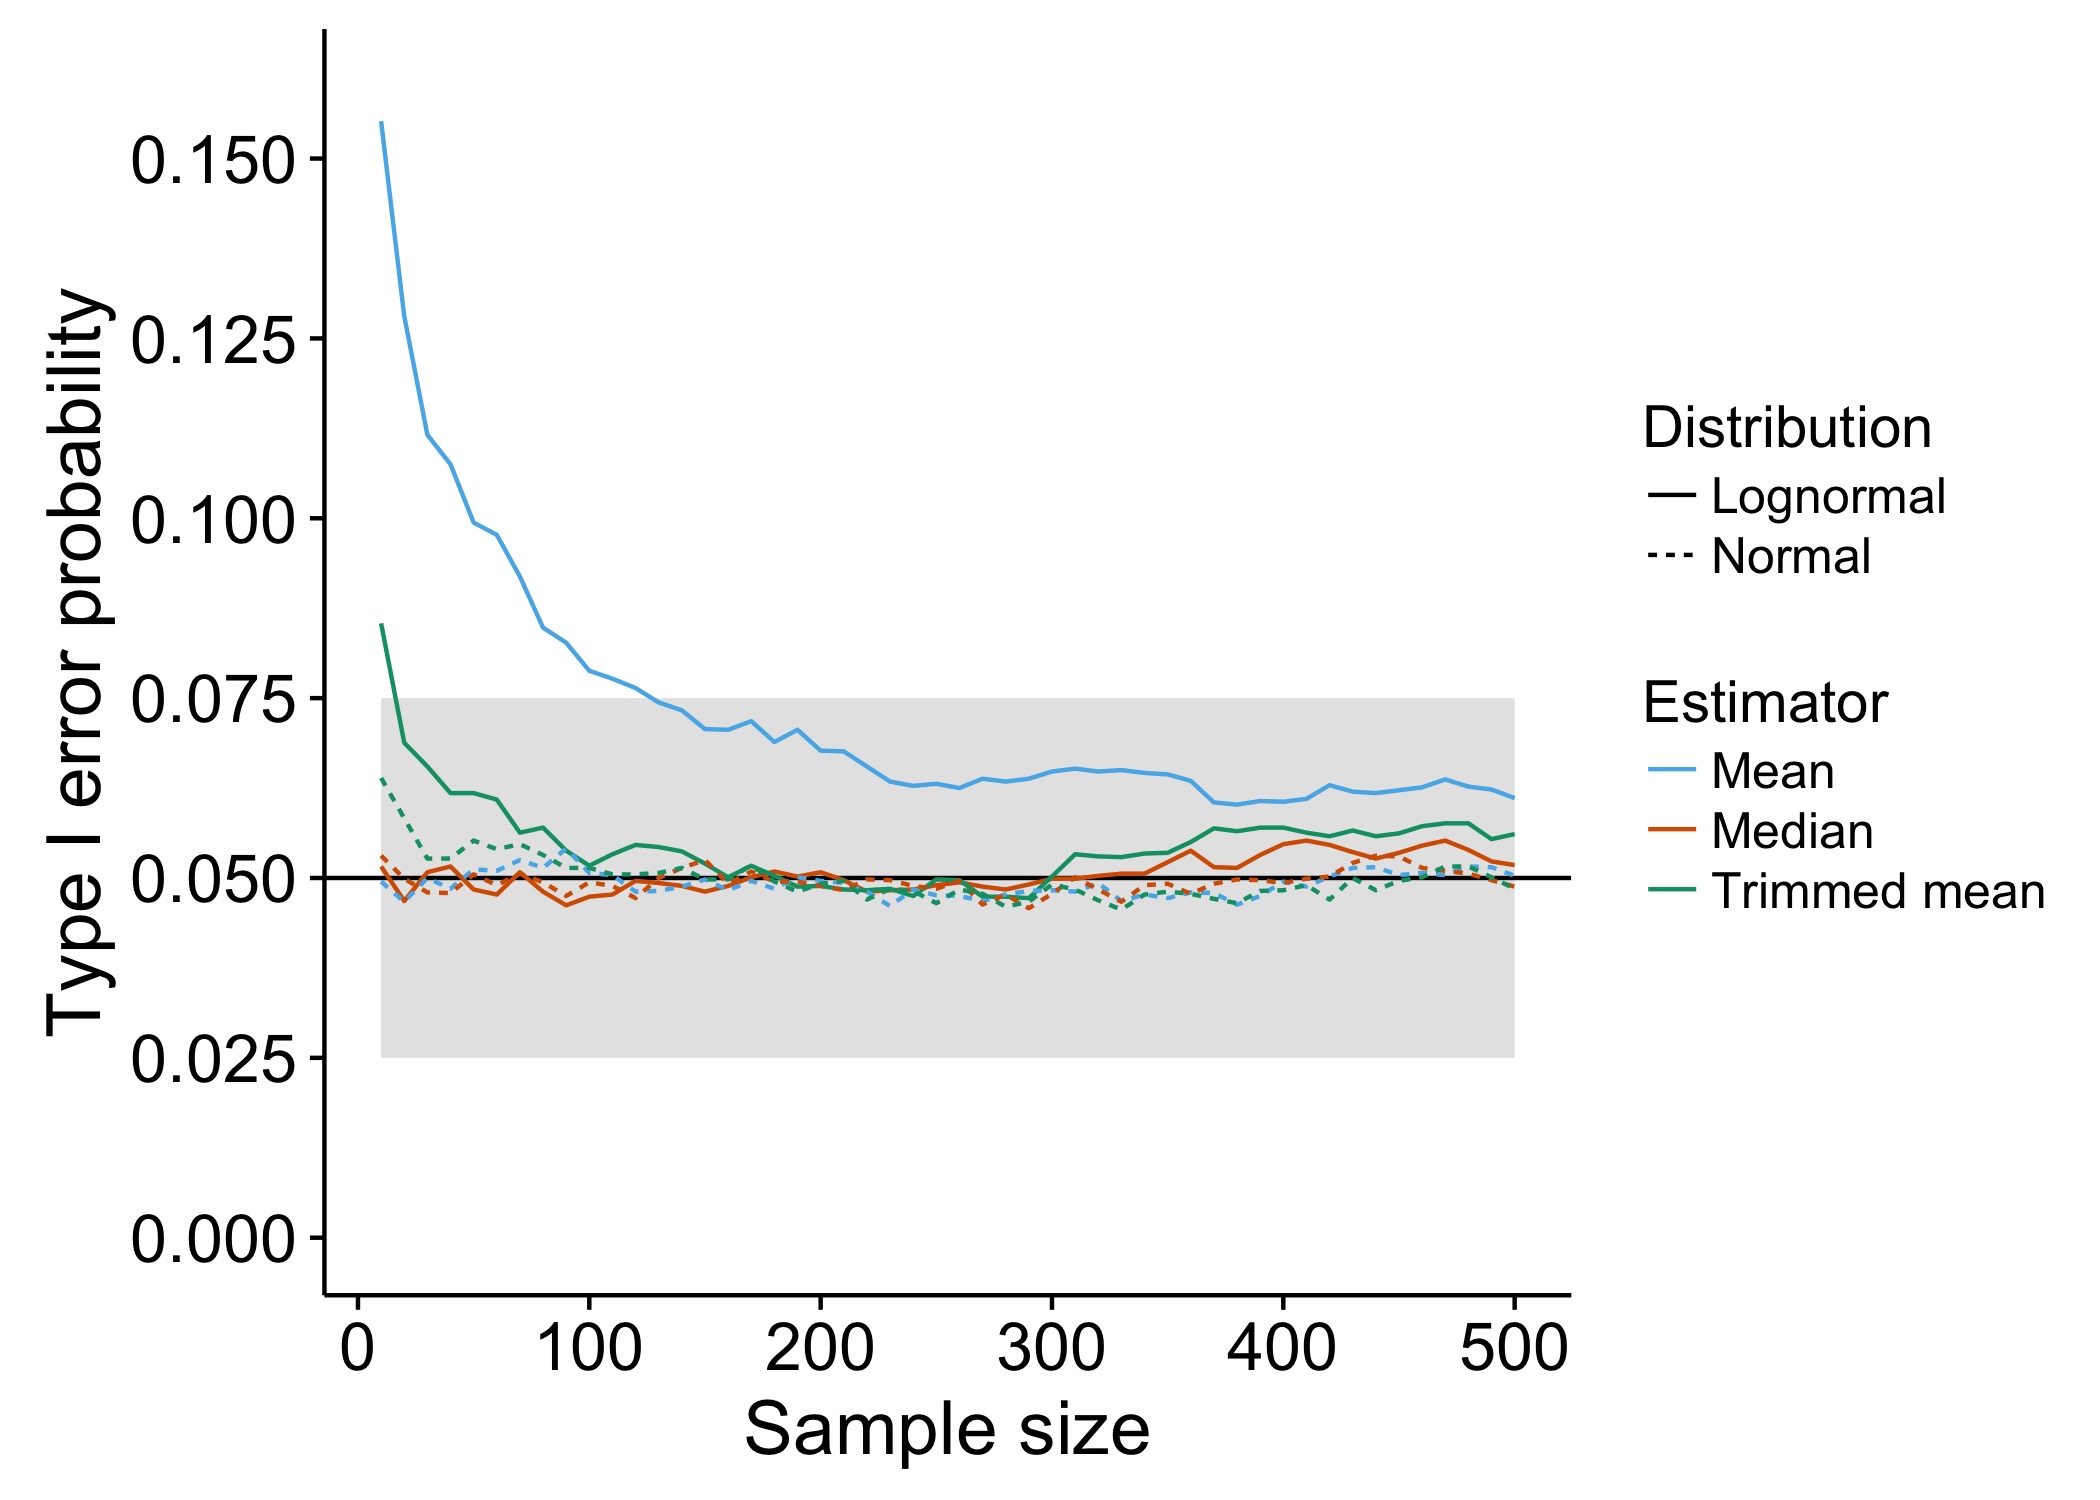 Type I error probability
0.150
0.125
0.100
0.075
0.050
0.025
0.000
0 100 200 300 400 500
Sample size
Distribution
Lognormal
Normal
Estimator
Mean
Median
Trimmed mean